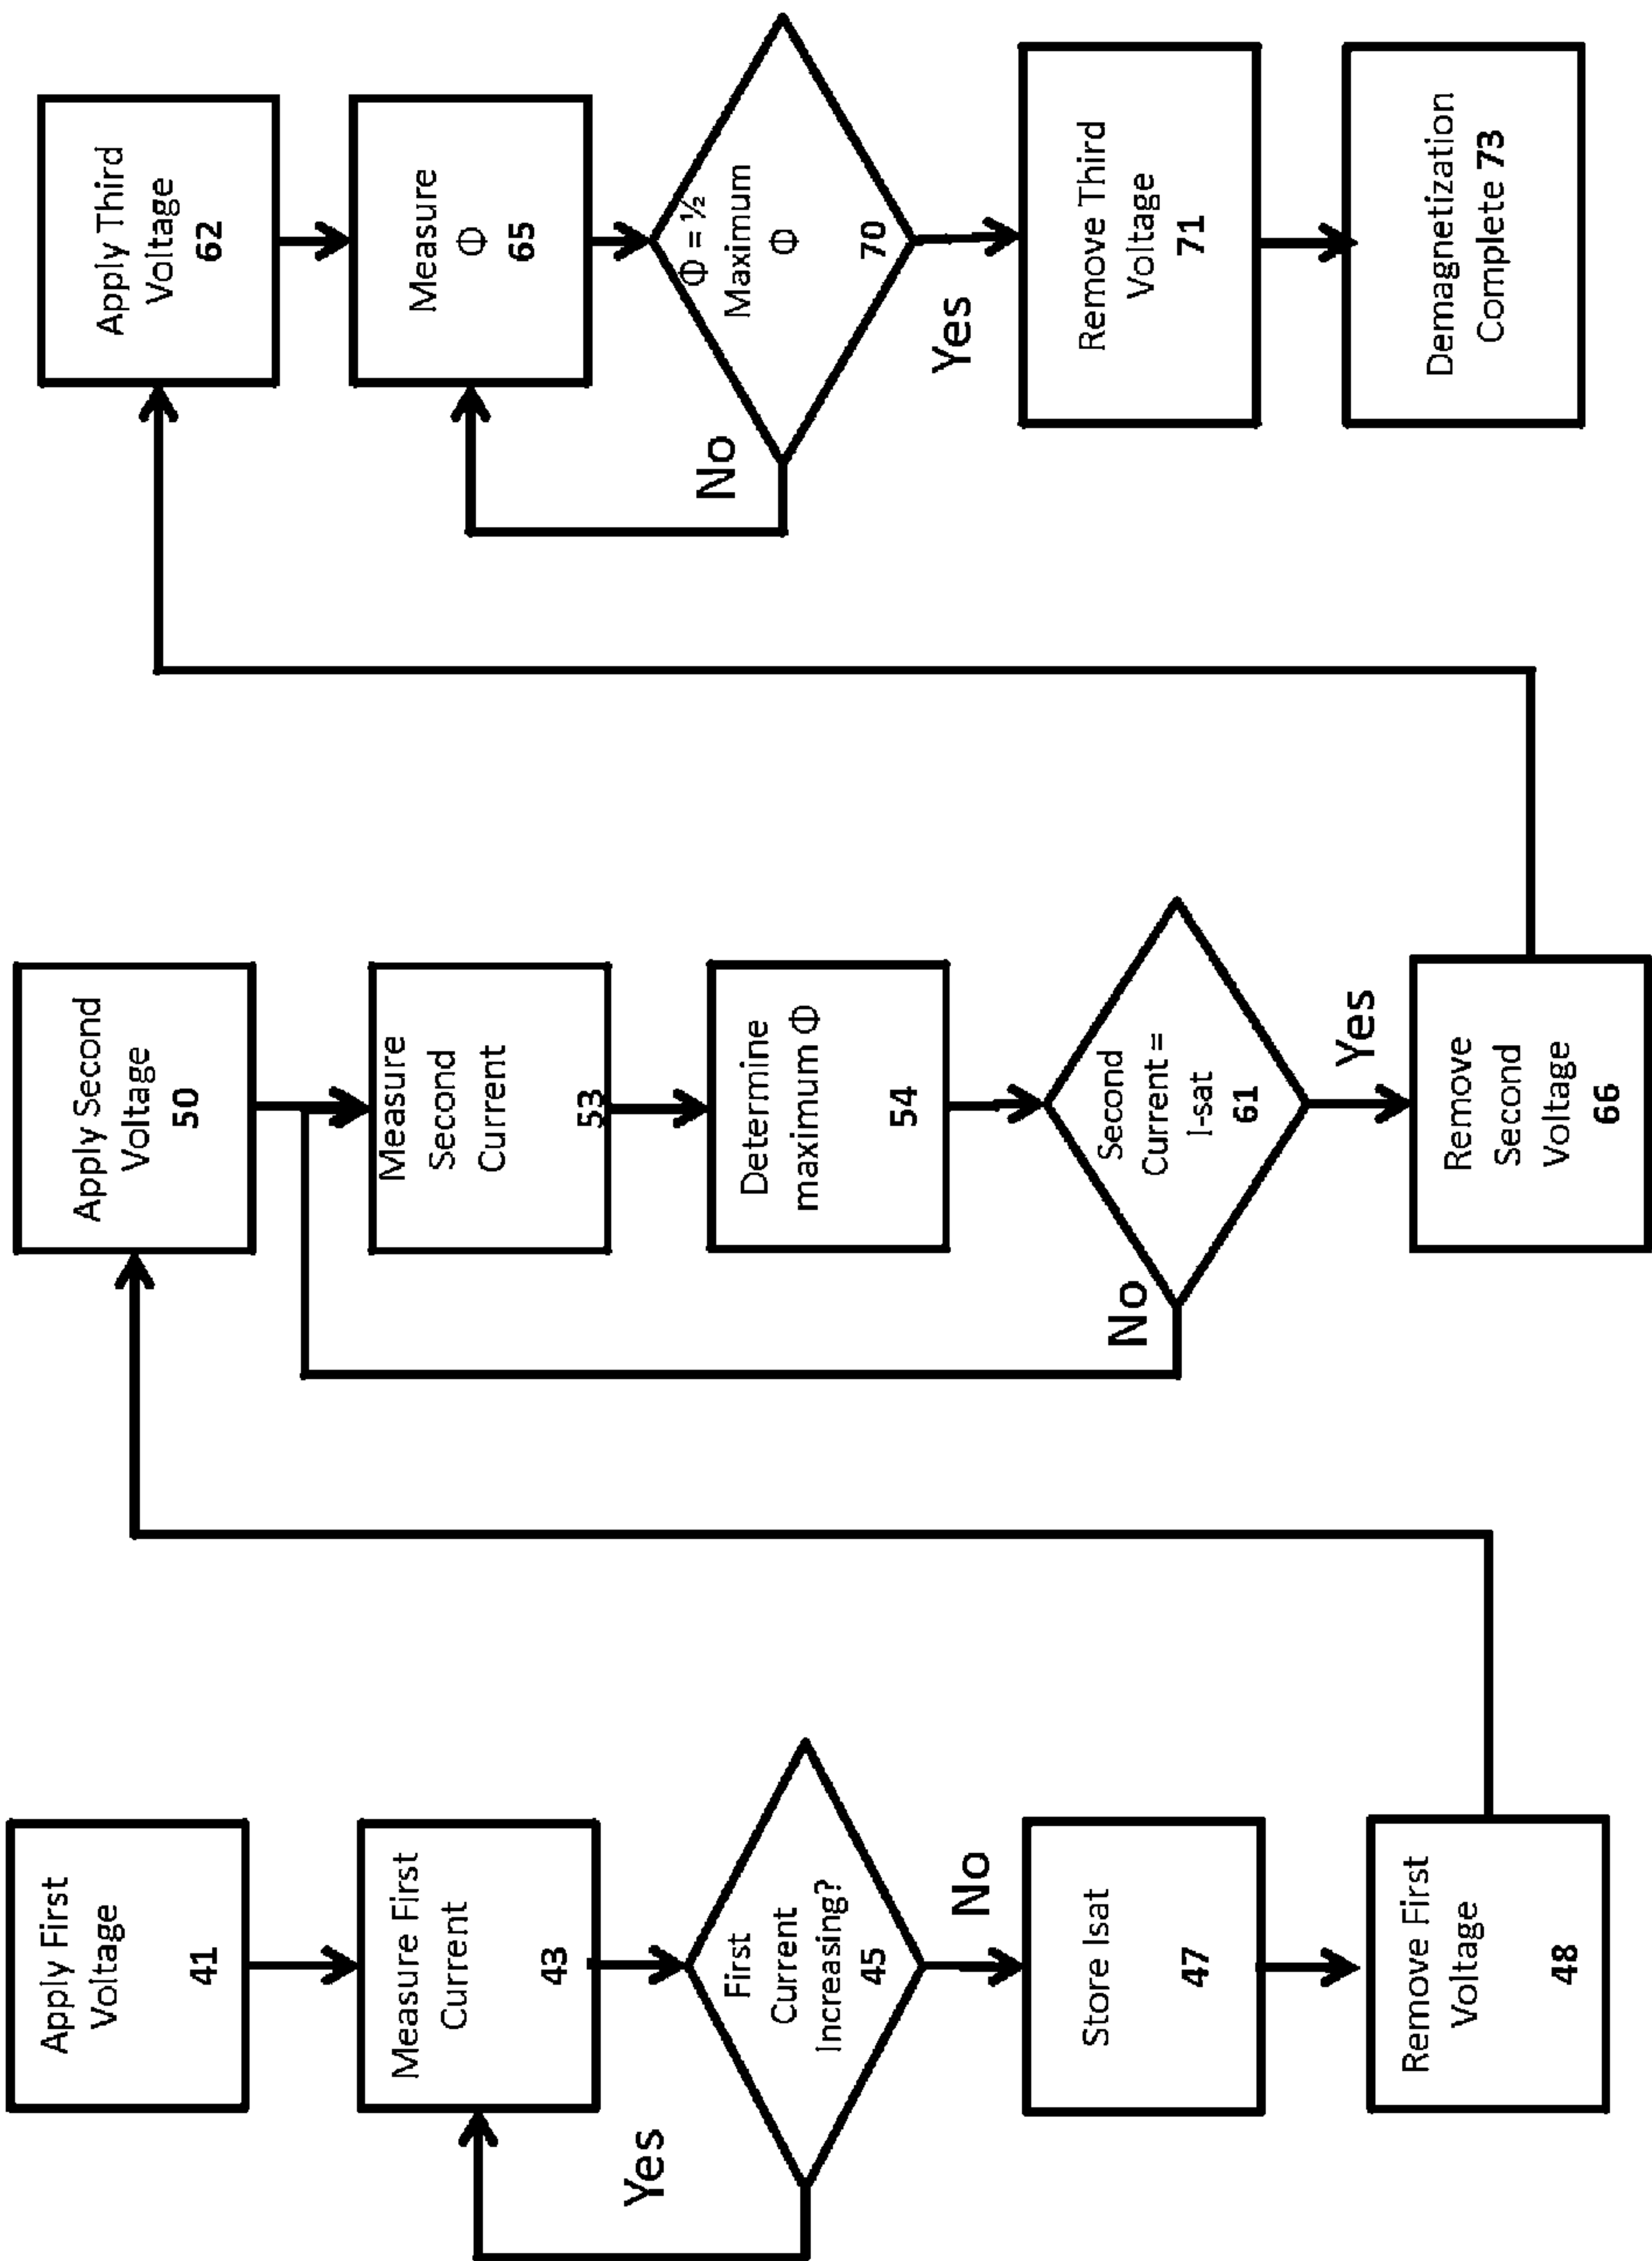 Apply First
Voltage
41
Measure First
Current
43
First
Current
Increasing?
45
Yes
No
Store Isat
47
Remove First
Voltage
48
Apply Second
Voltage
50
Measure
Second
Current
53
Determine
maximum Φ
54
Second
Current =
I-sat
61
No
Yes
Remove
Second
Voltage
66
Apply Third
Voltage
62
Measure
Φ
65
Φ = ½
Maximum
Φ
70
No
Yes
Remove Third
Voltage
71
Demagnetization
Complete 73